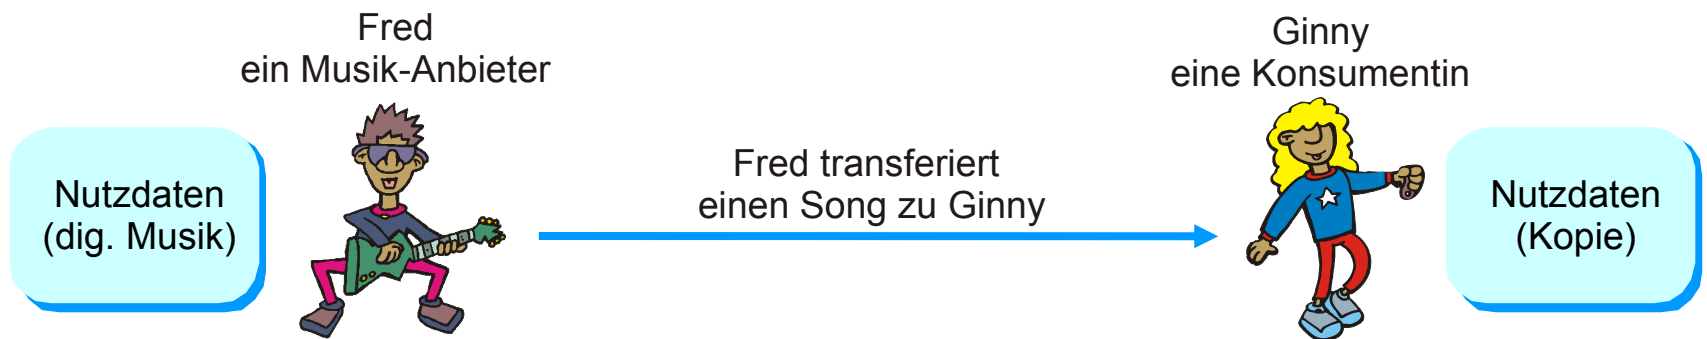 Fred
ein Musik-Anbieter
Ginny
eine Konsumentin
Nutzdaten
(dig. Musik)
Fred transferiert
einen Song zu Ginny
Nutzdaten
(Kopie)